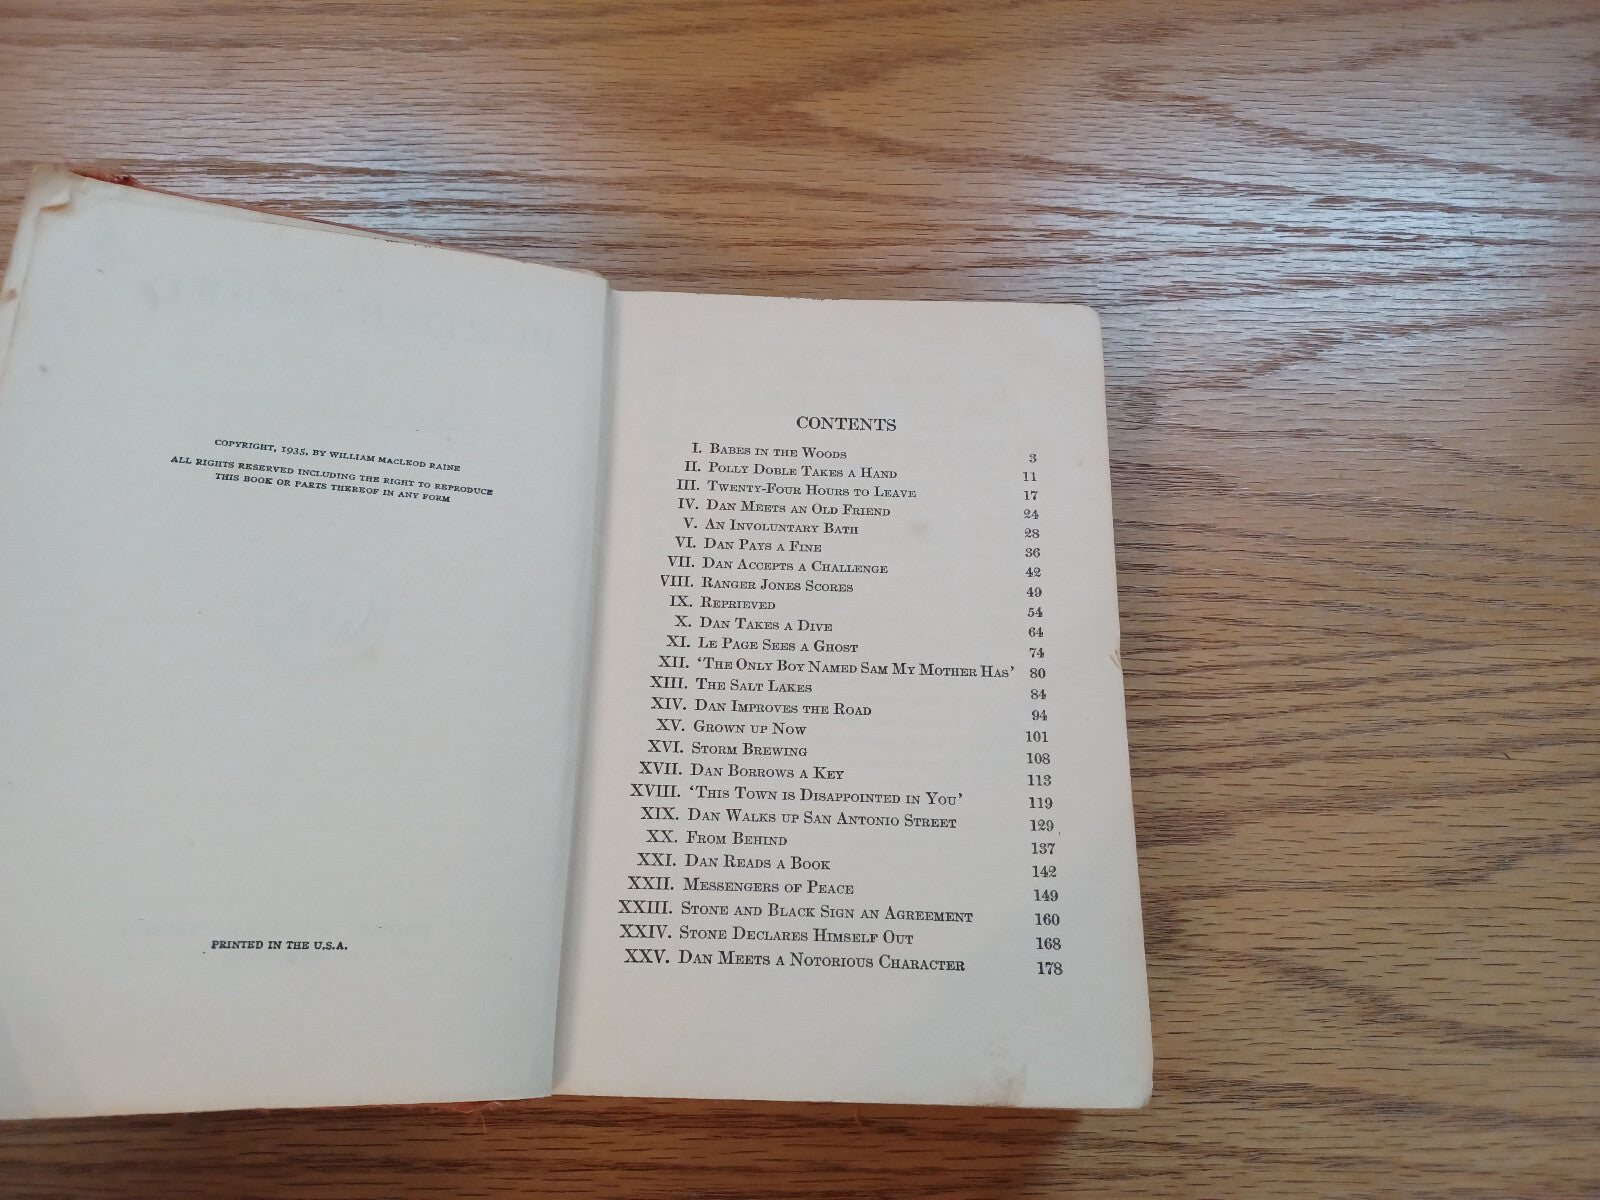 COPYRIGHT, 1935, BY WILLIAM MACLEOD RAINE
ALL RIGHTS RESERVED INCLUDING THE RIGHT TO REPRODUCE
THIS BOOK OR PARTS THEREOF IN ANY FORM
PRINTED IN THE U.S.A.
CONTENTS
I. BABES IN THE WOODS 3
II. POLLY DOBLE TAKES A HAND 11
III. TWENTY-FOUR HOURS TO LEAVE 17
IV. DAN MEETS AN OLD FRIEND 24
V. AN INVOLUNTARY BATH 28
VI. DAN PAYS A FINE 36
VII. DAN ACCEPTS A CHALLENGE 42
VIII. RANGER JONES SCORES 49
IX. REPRIEVED 54
X. DAN TAKES A DIVE 64
XI. LE PAGE SEES A GHOST 74
XII. 'THE ONLY BOY NAMED SAM MY MOTHER HAS' 80
XIII. THE SALT LAKES 84
XIV. DAN IMPROVES THE ROAD 94
XV. GROWN UP NOW 101
XVI. STORM BREWING 108
XVII. DAN BORROWS A KEY 113
XVIII. 'THIS TOWN IS DISAPPOINTED IN YOU' 119
XIX. DAN WALKS UP SAN ANTONIO STREET 129
XX. FROM BEHIND 137
XXI. DAN READS A BOOK 142
XXII. MESSENGERS OF PEACE 149
XXIII. STONE AND BLACK SIGN AN AGREEMENT 160
XXIV. STONE DECLARES HIMSELF OUT 168
XXV. DAN MEETS A NOTORIOUS CHARACTER 178